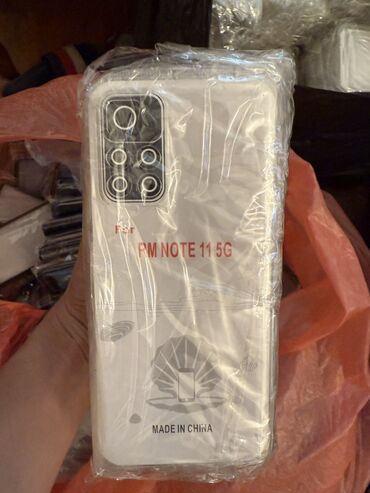 For
RM NOTE 11 5G
MADE IN CHINA